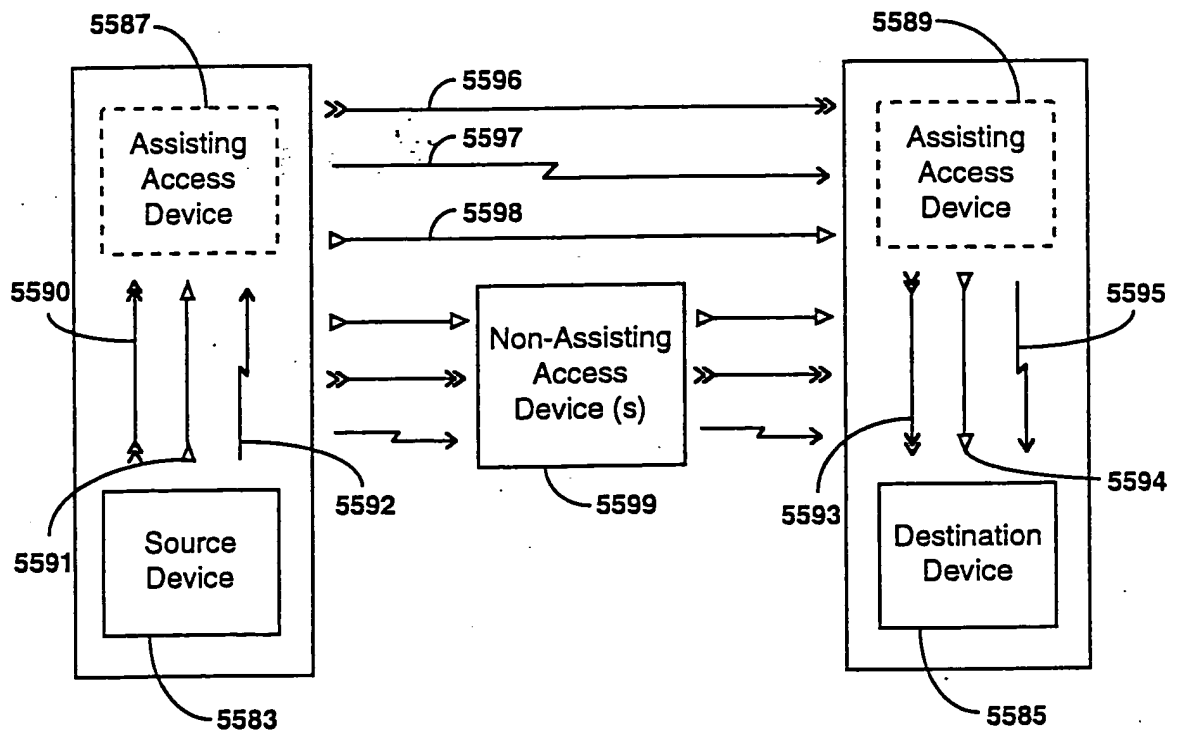 5587
5589
5596
Assisting
Access
Device
5597
Assisting
Access
Device
5598
5590
5595
Non-Assisting
Access
Device (s)
5592
5599
5593
5594
5591
Source
Device
Destination
Device
5583
5585